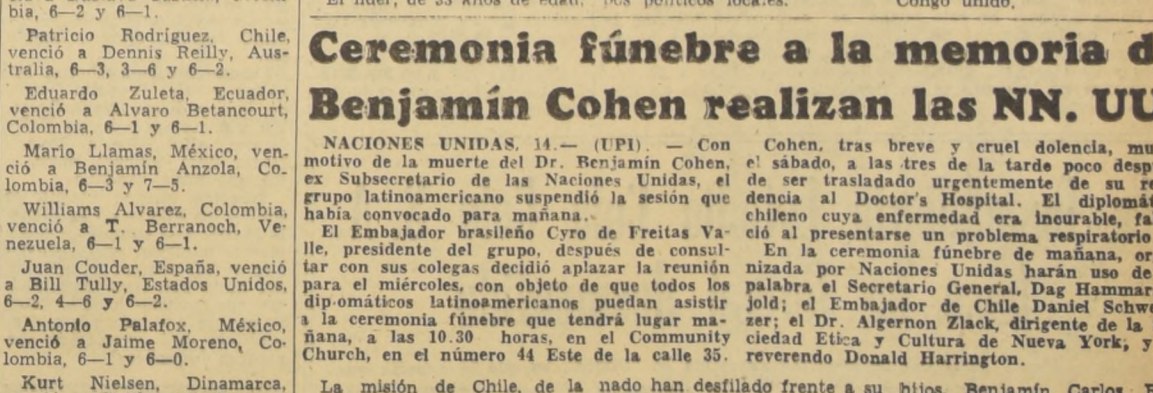 bia, 6—2 y 6—1.
Patricio Rodríguez, Chile,
venció a Dennis Reilly, Aus-
tralia, 6—3, 3—6 y 6—2.
Eduardo Zuleta, Ecuador,
venció a Alvaro Betancourt,
Colombia, 6—1 y 6—1.
Mario Llamas, México, ven-
ció a Benjamín Anzola, Co-
lombia, 6—3 y 7—5.
Williams Alvarez, Colombia,
venció a T. Berranoch, Ve-
nezuela, 6—1 y 6—1.
Juan Couder, España, venció
a Bill Tully, Estados Unidos,
6—2, 4—6 y 6—2.
Antonio Palafox, México,
venció a Jaime Moreno, Co-
lombia, 6—1 y 6—0.
Kurt Nielsen, Dinamarca,
El líder, de 33 años de edad, pos políticos locales.
Congo unido.
Ceremonia fúnebre a la memoria d
Benjamín Cohen realizan las NN. UU
NACIONES UNIDAS, 14.— (UPI). — Con
motivo de la muerte del Dr. Benjamín Cohen,
ex Subsecretario de las Naciones Unidas, el
grupo latinoamericano suspendió la sesión que
había convocado para mañana.
El Embajador brasileño Cyro de Freitas Va-
lle, presidente del grupo, después de consul-
tar con sus colegas decidió aplazar la reunión
para el miércoles, con objeto de que todos los
diplomáticos latinoamericanos puedan asistir
a la ceremonia fúnebre que tendrá lugar ma-
ñana, a las 10.30 horas, en el Community
Church, en el número 44 Este de la calle 35.
Cohen, tras breve y cruel dolencia, mu
el sábado, a las tres de la tarde poco desp
de ser trasladado urgentemente de su re
dencia al Doctor's Hospital. El diplomát
chileno cuya enfermedad era incurable, fa
ció al presentarse un problema respiratorio
En la ceremonia fúnebre de mañana, or
nizada por Naciones Unidas harán uso de
palabra el Secretario General, Dag Hammar
jold; el Embajador de Chile Daniel Schwe
zer; el Dr. Algernon Zlack, dirigente de la
ciedad Etica y Cultura de Nueva York, y
reverendo Donald Harrington.
La misión de Chile, de la nado han desfilado frente a su hijos, Benjamín Carlos